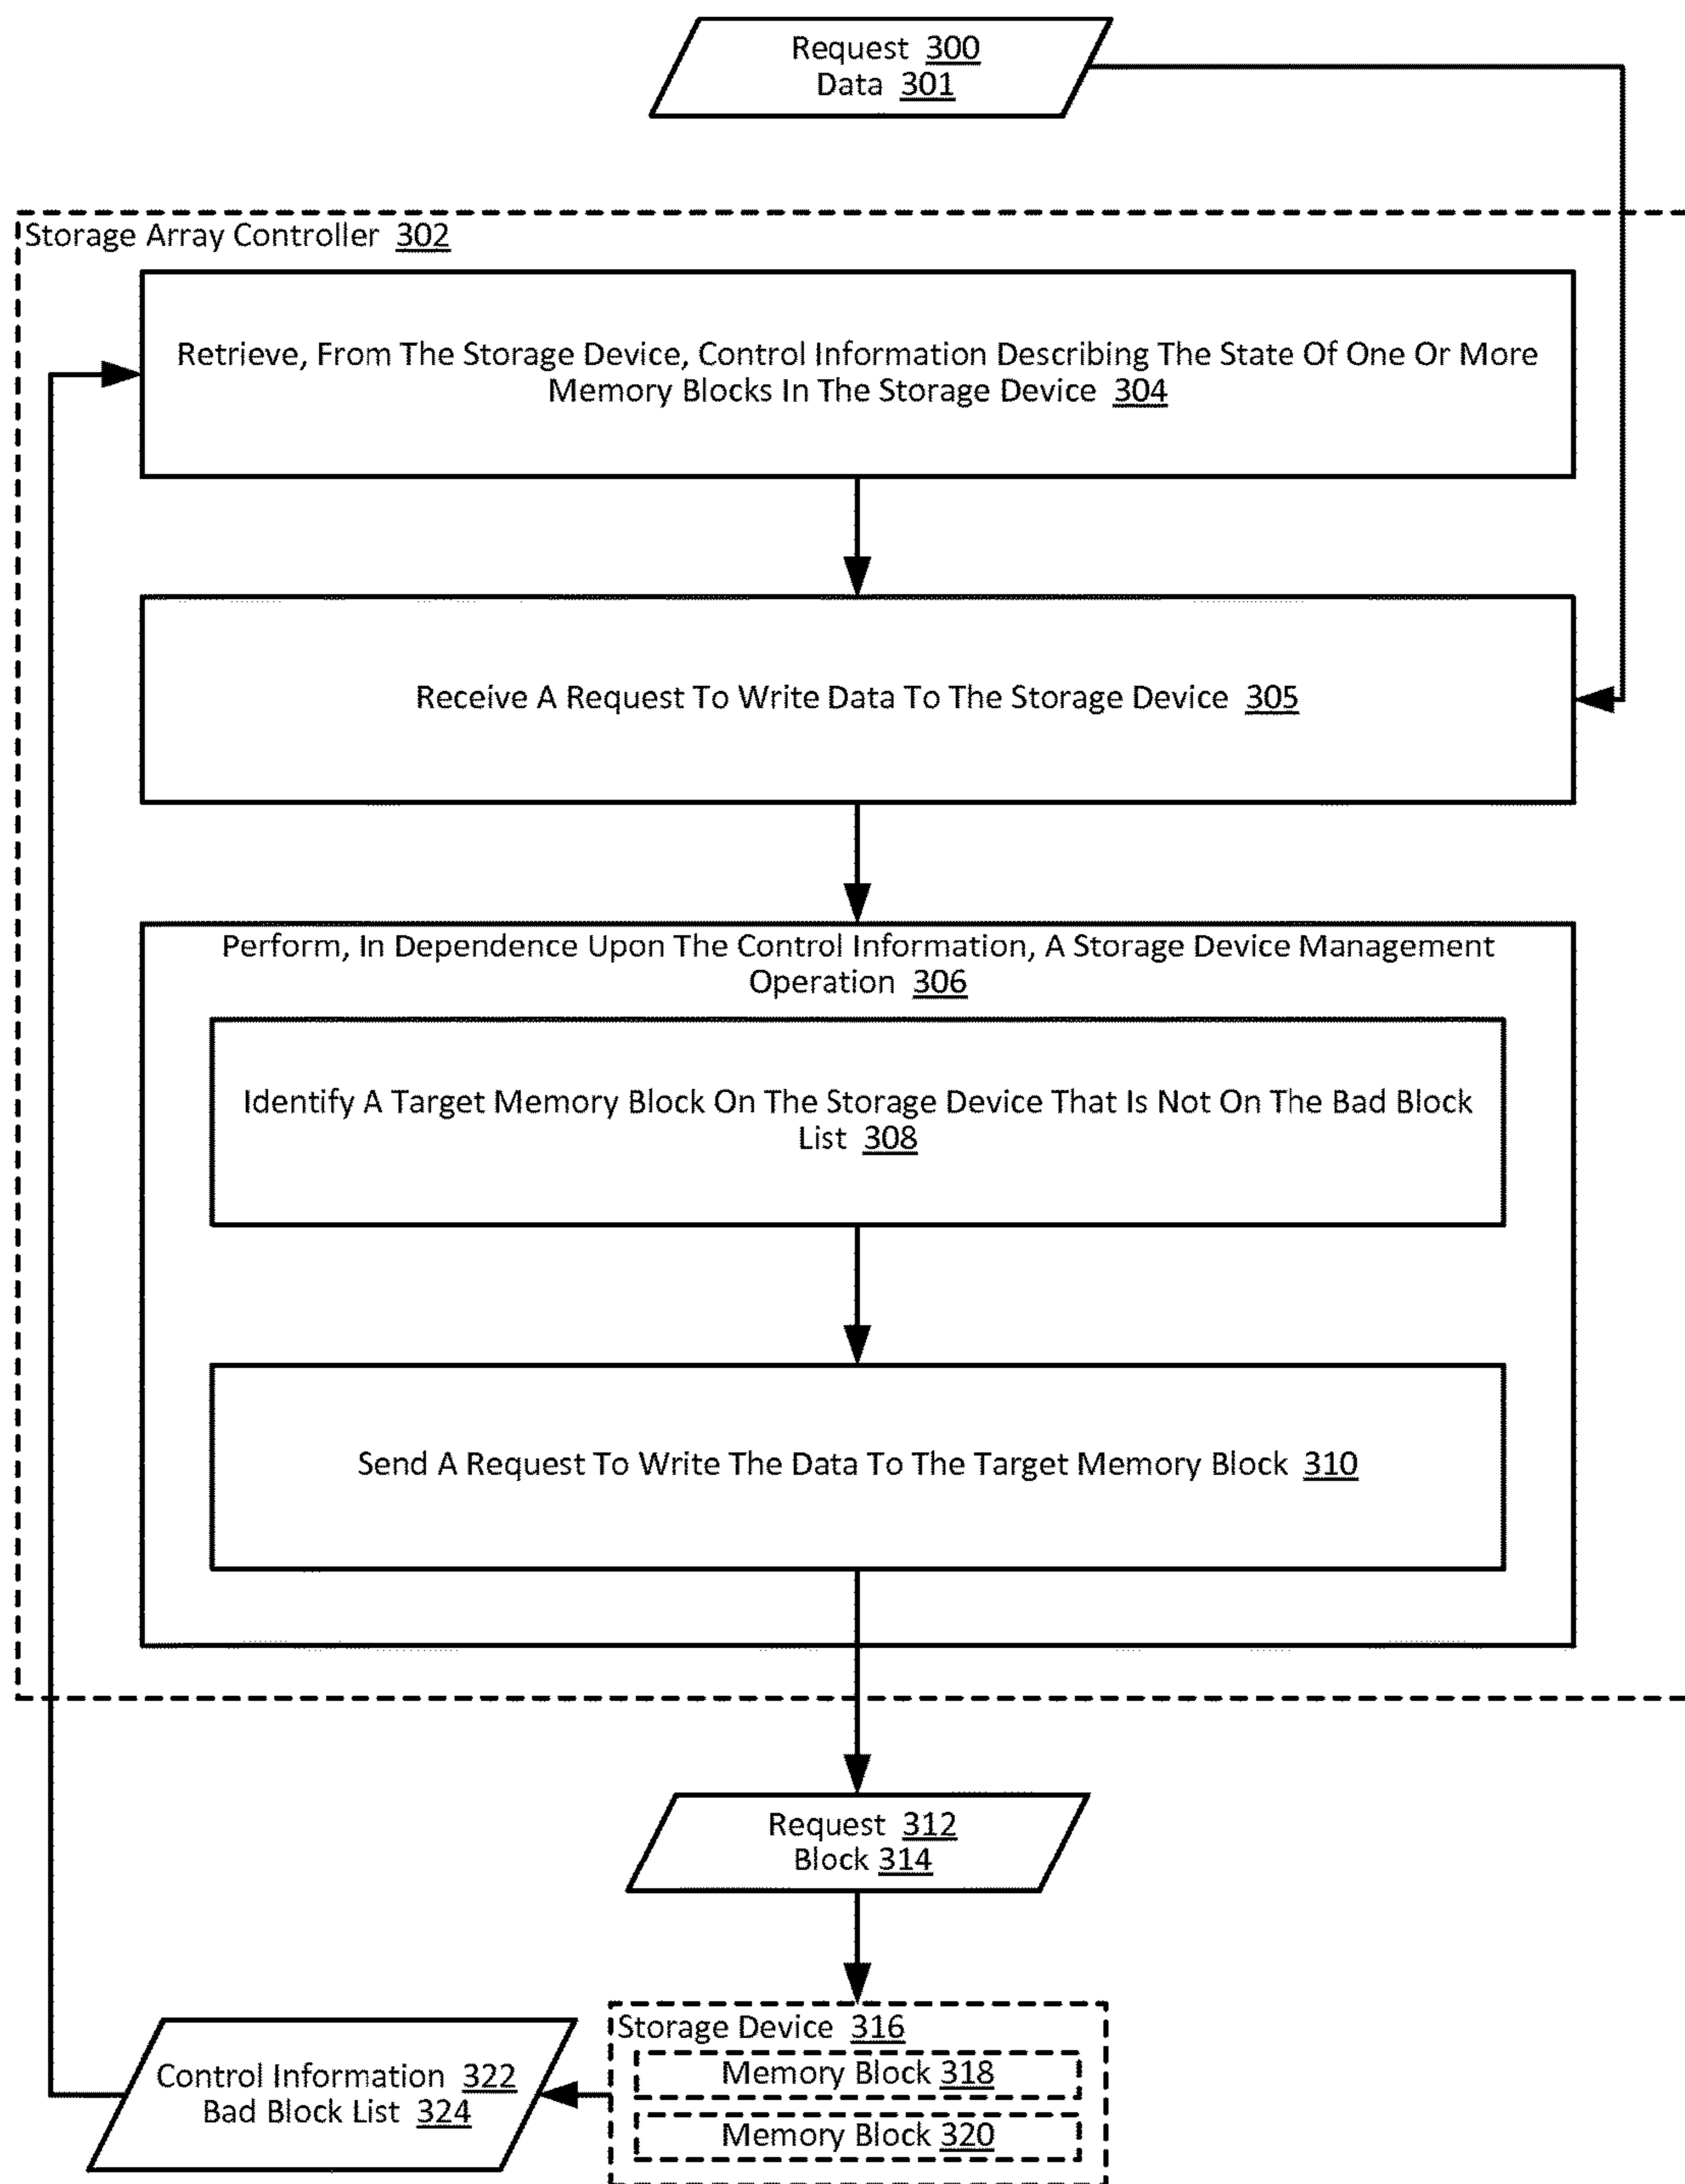 Request 300
Data 301
Storage Array Controller 302
Retrieve, From The Storage Device, Control Information Describing The State Of One Or More
Memory Blocks In The Storage Device 304
Receive A Request To Write Data To The Storage Device 305
Perform, In Dependence Upon The Control Information, A Storage Device Management
Operation 306
Identify A Target Memory Block On The Storage Device That Is Not On The Bad Block
List 308
Send A Request To Write The Data To The Target Memory Block 310
Request 312
Block 314
Storage Device 316
Memory Block 318
Memory Block 320
Control Information 322
Bad Block List 324